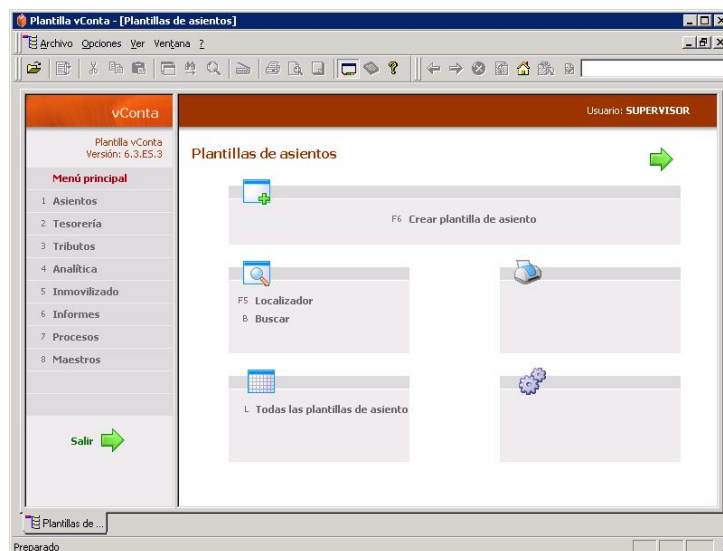 Plantilla vConta - [Plantillas de asientos]
Archivo Opciones Ver Ventana ?
vConta
Usuario: SUPERVISOR
Plantilla vConta
Versión: 6.3.E5.3
Menú principal
1 Asientos
2 Tesorería
3 Tributos
4 Analítica
5 Inmovilizado
6 Informes
7 Procesos
8 Maestros
Salir
Plantillas de asientos
F6 Crear plantilla de asiento
F5 Localizador
B Buscar
L Todas las plantillas de asiento
Plantillas de ...
Preparado